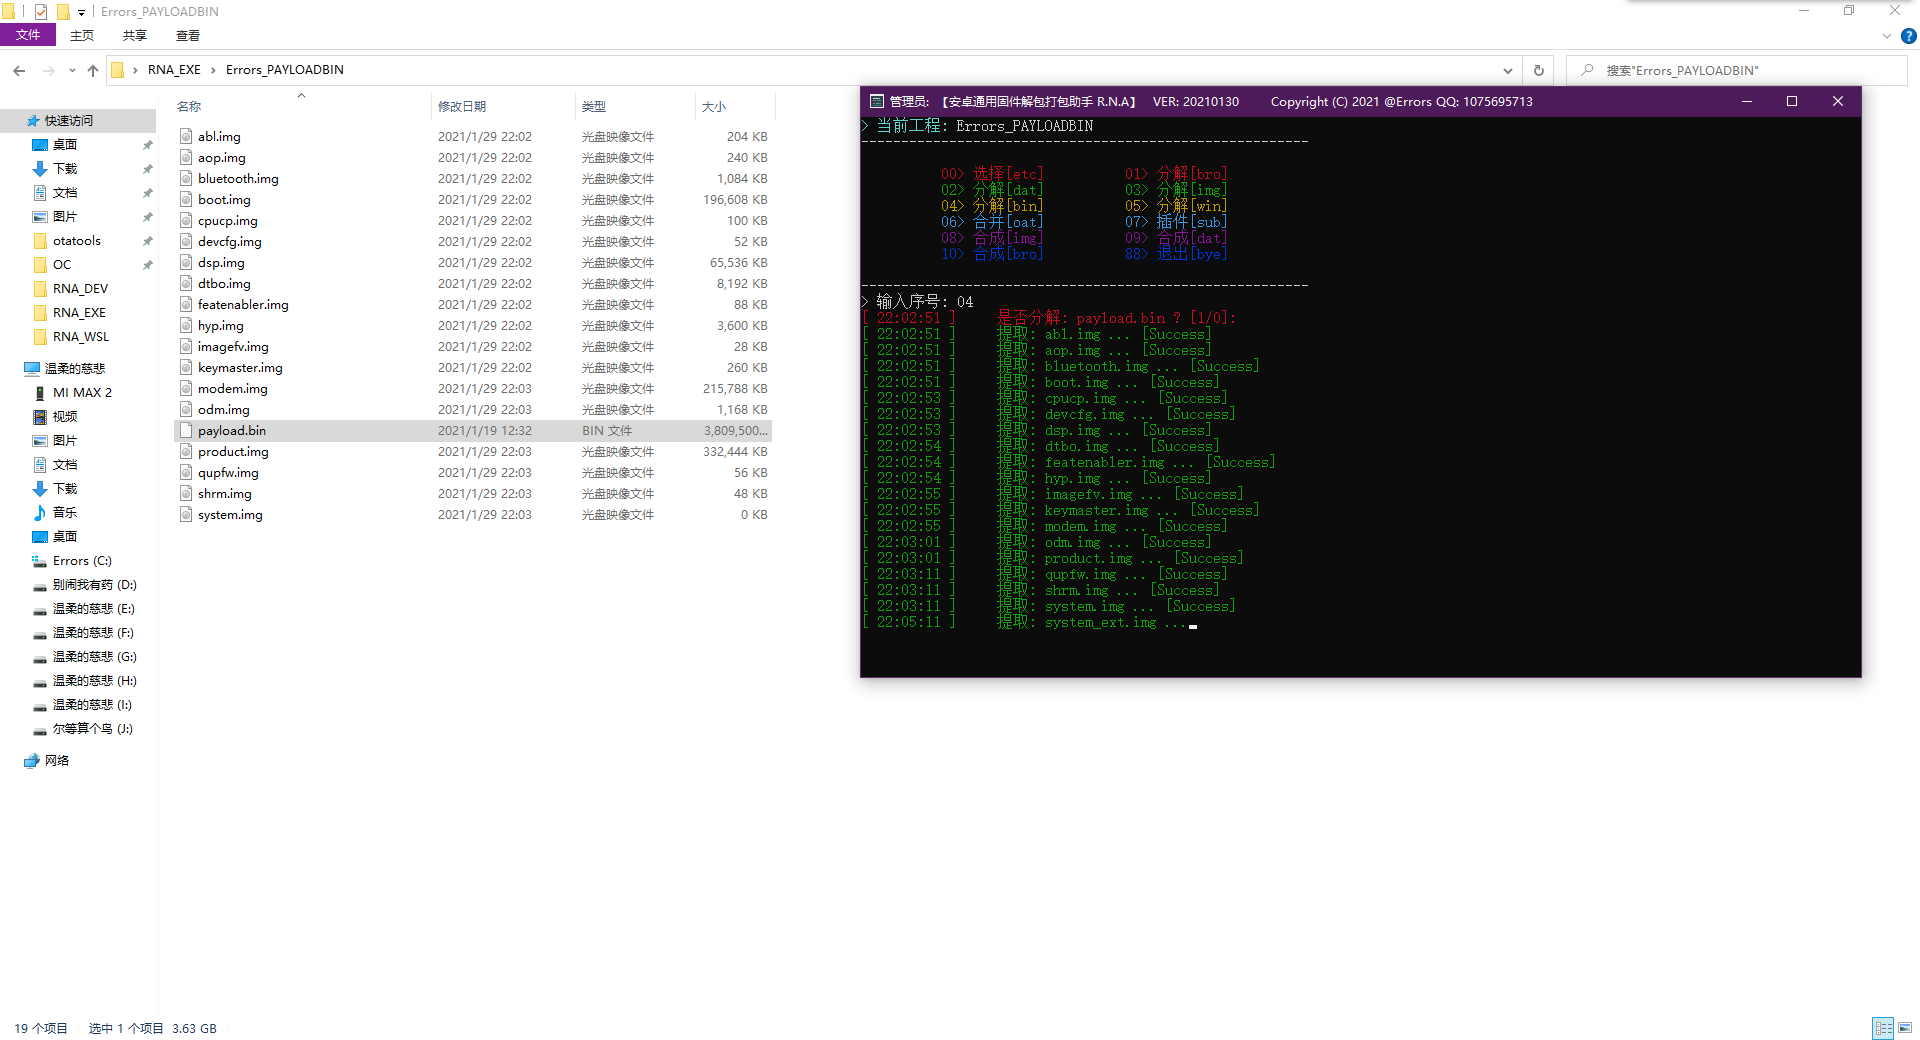 Errors_PAYLOADBIN
文件 主页 共享 查看
RNA_EXE Errors_PAYLOADBIN
搜索"Errors_PAYLOADBIN"
快速访问
桌面
下载
文档
图片
otatools
OC
RNA_DEV
RNA_EXE
RNA_WSL
温柔的慈悲
MI MAX 2
视频
图片
文档
下载
音乐
桌面
Errors (C:)
别闹我有药 (D:)
温柔的慈悲 (E:)
温柔的慈悲 (F:)
温柔的慈悲 (G:)
温柔的慈悲 (H:)
温柔的慈悲 (I:)
尔等算个鸟 (J:)
网络
名称 修改日期 类型 大小
abl.img 2021/1/29 22:02 光盘映像文件 204 KB
aop.img 2021/1/29 22:02 光盘映像文件 240 KB
bluetooth.img 2021/1/29 22:02 光盘映像文件 1,084 KB
boot.img 2021/1/29 22:02 光盘映像文件 196,608 KB
cpucp.img 2021/1/29 22:02 光盘映像文件 100 KB
devcfg.img 2021/1/29 22:02 光盘映像文件 52 KB
dsp.img 2021/1/29 22:02 光盘映像文件 65,536 KB
dtbo.img 2021/1/29 22:02 光盘映像文件 8,192 KB
featenabler.img 2021/1/29 22:02 光盘映像文件 88 KB
hyp.img 2021/1/29 22:02 光盘映像文件 3,600 KB
imagefv.img 2021/1/29 22:02 光盘映像文件 28 KB
keymaster.img 2021/1/29 22:02 光盘映像文件 260 KB
modem.img 2021/1/29 22:03 光盘映像文件 215,788 KB
odm.img 2021/1/29 22:03 光盘映像文件 1,168 KB
payload.bin 2021/1/19 12:32 BIN 文件 3,809,500...
product.img 2021/1/29 22:03 光盘映像文件 332,444 KB
qupfw.img 2021/1/29 22:03 光盘映像文件 56 KB
shrm.img 2021/1/29 22:03 光盘映像文件 48 KB
system.img 2021/1/29 22:03 光盘映像文件 0 KB
管理员: 【安卓通用固件解包打包助手 R.N.A】 VER: 20210130 Copyright (C) 2021 @Errors QQ: 1075695713
> 当前工程: Errors_PAYLOADBIN
--------------------------------------------------------
00> 选择[etc] 01> 分解[bro]
02> 分解[dat] 03> 分解[img]
04> 分解[bin] 05> 分解[win]
06> 合并[oat] 07> 插件[sub]
08> 合成[img] 09> 合成[dat]
10> 合成[bro] 88> 退出[bye]
--------------------------------------------------------
> 输入序号: 04
[ 22:02:51 ] 是否分解: payload.bin ? [1/0]:
[ 22:02:51 ] 提取: abl.img ... [Success]
[ 22:02:51 ] 提取: aop.img ... [Success]
[ 22:02:51 ] 提取: bluetooth.img ... [Success]
[ 22:02:51 ] 提取: boot.img ... [Success]
[ 22:02:53 ] 提取: cpucp.img ... [Success]
[ 22:02:53 ] 提取: devcfg.img ... [Success]
[ 22:02:53 ] 提取: dsp.img ... [Success]
[ 22:02:54 ] 提取: dtbo.img ... [Success]
[ 22:02:54 ] 提取: featenabler.img ... [Success]
[ 22:02:54 ] 提取: hyp.img ... [Success]
[ 22:02:55 ] 提取: imagefv.img ... [Success]
[ 22:02:55 ] 提取: keymaster.img ... [Success]
[ 22:02:55 ] 提取: modem.img ... [Success]
[ 22:03:01 ] 提取: odm.img ... [Success]
[ 22:03:01 ] 提取: product.img ... [Success]
[ 22:03:11 ] 提取: qupfw.img ... [Success]
[ 22:03:11 ] 提取: shrm.img ... [Success]
[ 22:03:11 ] 提取: system.img ... [Success]
[ 22:05:11 ] 提取: system_ext.img ...
19 个项目 选中 1 个项目 3.63 GB